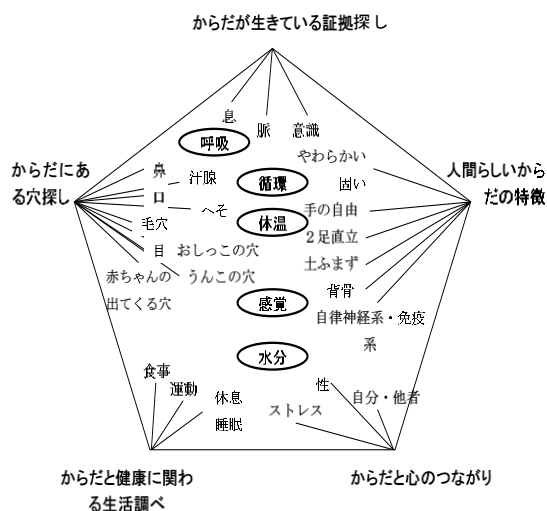 からだが生きている証拠探し
息
脈
意識
呼吸
やわらかい
からだにあ
る穴探し
鼻
汗腺
循環
固い
人間らしいから
だの特徴
口
へそ
体温
手の自由
毛穴
２足直立
目
おしっこの穴
土ふまず
赤ちゃんの
出てくる穴
うんこの穴
背骨
感覚
自律神経系・免疫
系
水分
食事
運動
休息
睡眠
性
自分・他者
ストレス
からだと健康に関わ
る生活調べ
からだと心のつながり